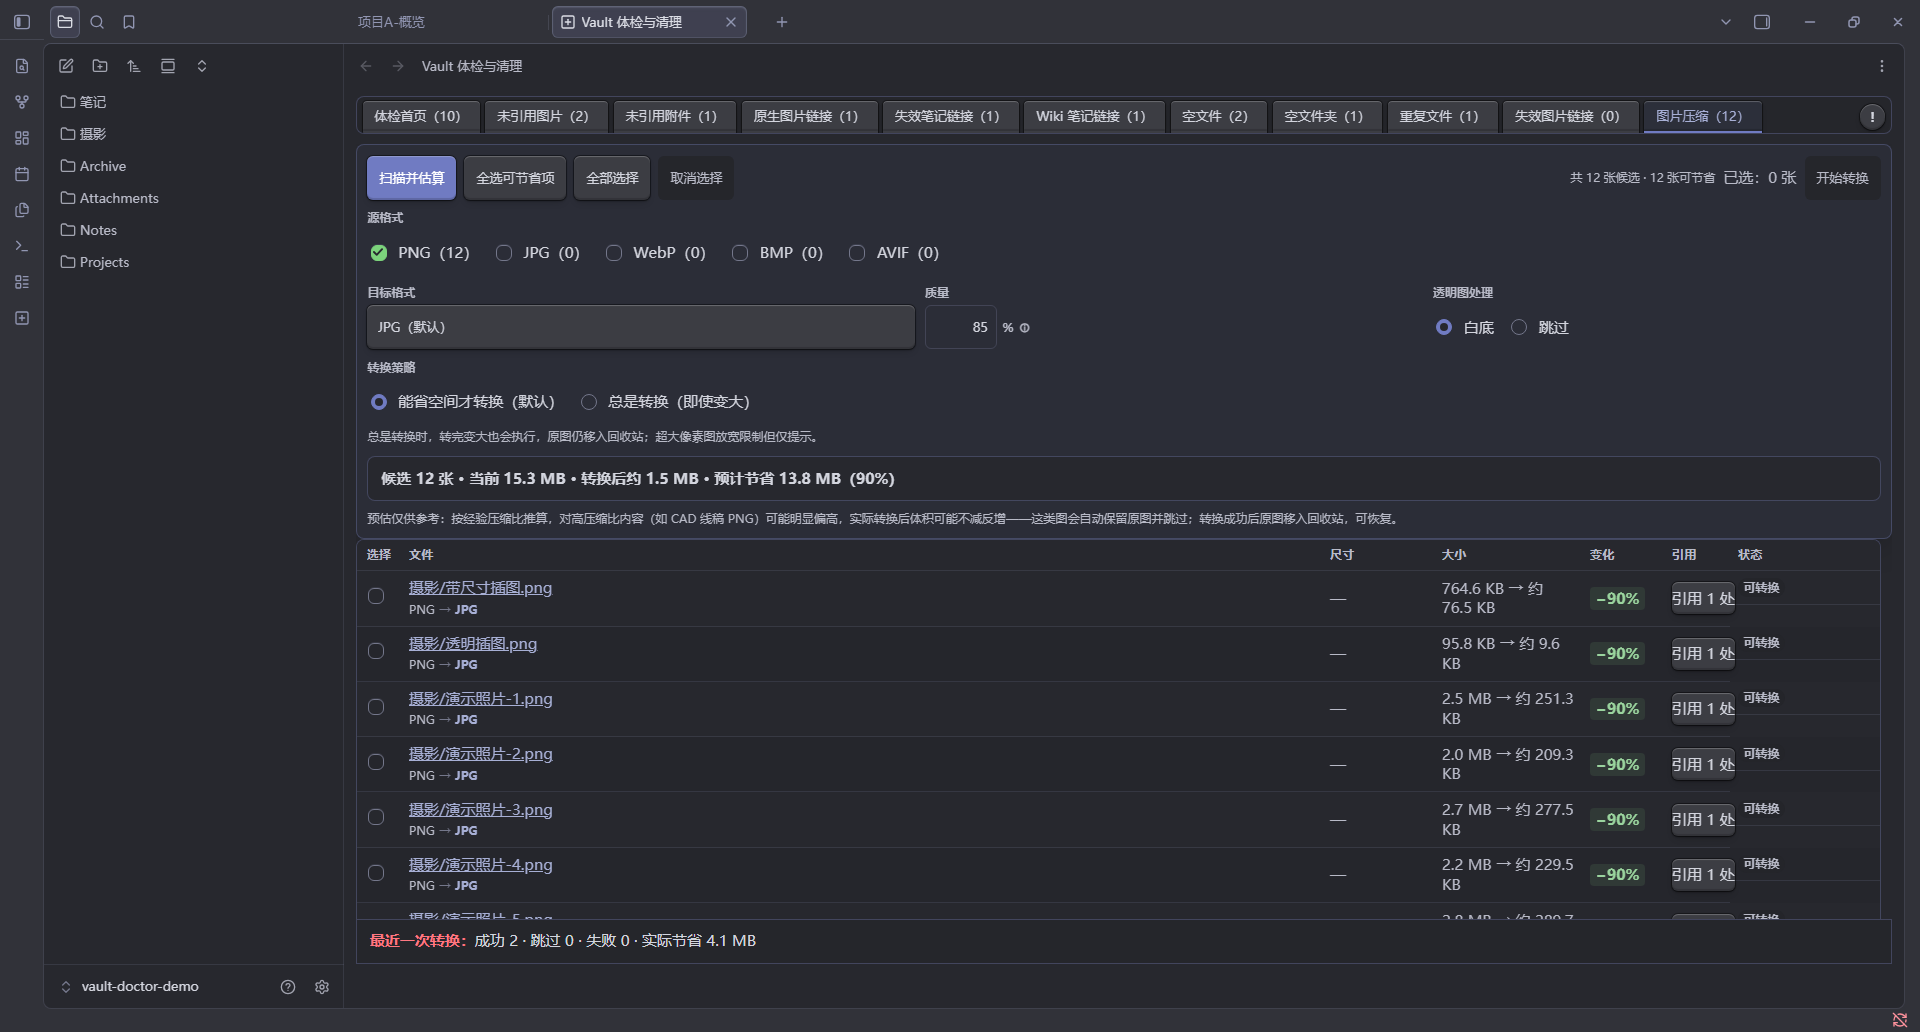 项目A-概览
Vault 体检与清理
Vault 体检与清理
笔记
摄影
Archive
Attachments
Notes
Projects
体检首页（10）
未引用图片（2）
未引用附件（1）
原生图片链接（1）
失效笔记链接（1）
Wiki 笔记链接（1）
空文件（2）
空文件夹（1）
重复文件（1）
失效图片链接（0）
图片压缩（12）
扫描并估算
全选可节省项
全部选择
取消选择
共 12 张候选 · 12 张可节省
已选：0 张
开始转换
源格式
PNG（12）
JPG（0）
WebP（0）
BMP（0）
AVIF（0）
目标格式
质量
透明图处理
JPG（默认）
85
%
白底
跳过
转换策略
能省空间才转换（默认）
总是转换（即使变大）
总是转换时，转完变大也会执行，原图仍移入回收站；超大像素图放宽限制但仅提示。
候选 12 张 • 当前 15.3 MB • 转换后约 1.5 MB • 预计节省 13.8 MB（90%）
预估仅供参考：按经验压缩比推算，对高压缩比内容（如 CAD 线稿 PNG）可能明显偏高，实际转换后体积可能不减反增——这类图会自动保留原图并跳过；转换成功后原图移入回收站，可恢复。
选择 文件 尺寸 大小 变化 引用 状态
摄影/带尺寸插图.png
PNG → JPG
—
764.6 KB → 约
76.5 KB
−90%
引用 1 处
可转换
摄影/透明插图.png
PNG → JPG
—
95.8 KB → 约 9.6
KB
−90%
引用 1 处
可转换
摄影/演示照片-1.png
PNG → JPG
—
2.5 MB → 约 251.3
KB
−90%
引用 1 处
可转换
摄影/演示照片-2.png
PNG → JPG
—
2.0 MB → 约 209.3
KB
−90%
引用 1 处
可转换
摄影/演示照片-3.png
PNG → JPG
—
2.7 MB → 约 277.5
KB
−90%
引用 1 处
可转换
摄影/演示照片-4.png
PNG → JPG
—
2.2 MB → 约 229.5
KB
−90%
引用 1 处
可转换
摄影/演示照片-5.png
2.8 MB → 约 289.7
可转换
最近一次转换：成功 2 · 跳过 0 · 失败 0 · 实际节省 4.1 MB
vault-doctor-demo